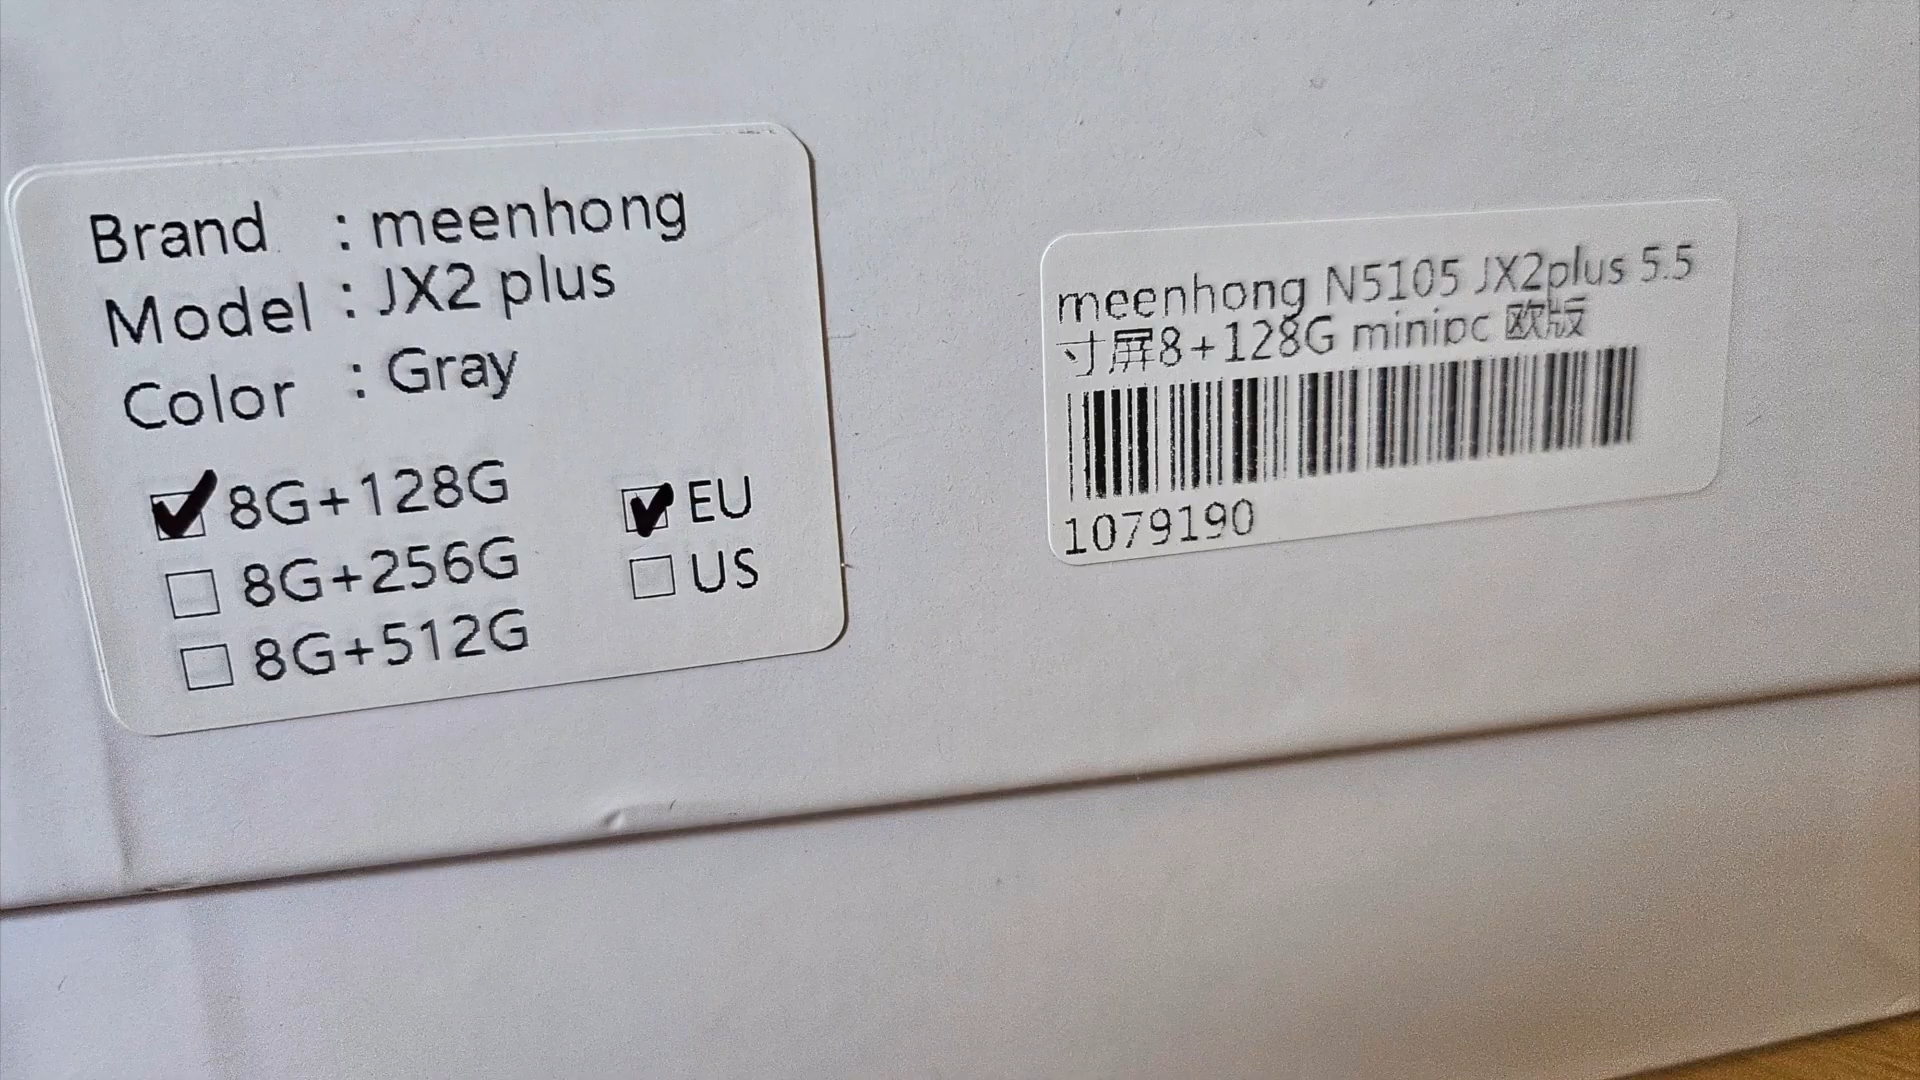 Brand : meenhong
Model : JX2 plus
Color : Gray
8G+128G
EU
8G+256G
US
8G+512G
meenhong N5105 JX2plus 5.5
寸屏8+128G minipc 欧版
1079190